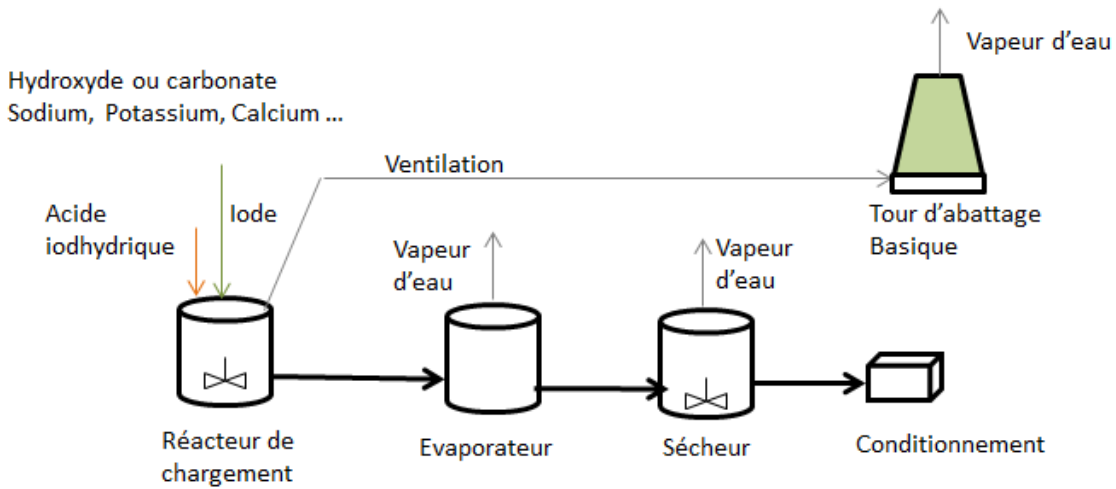 Vapeur d'eau
Hydroxyde ou carbonate
Sodium, Potassium, Calcium ...
Ventilation
Acide
iodhydrique
Iode
Tour d'abattage
Basique
Vapeur
d'eau
Vapeur
d'eau
Réacteur de
chargement
Evaporateur
Sécheur
Conditionnement